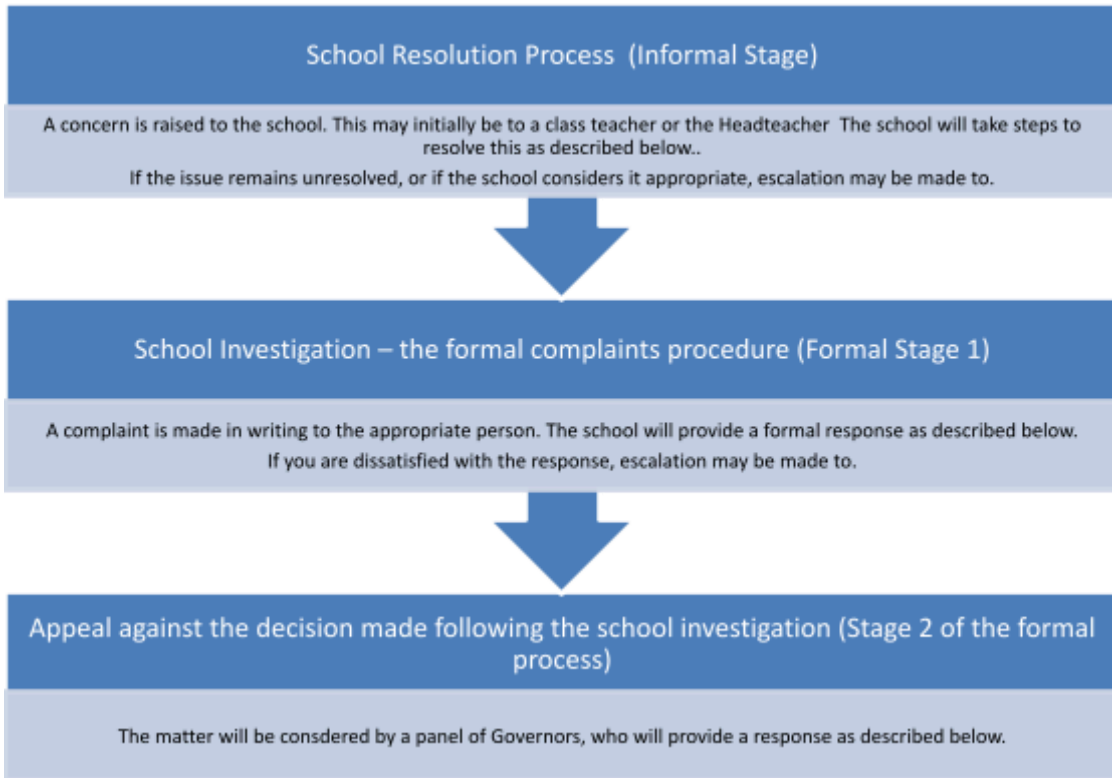 School Resolution Process  (Informal Stage)
A concern is raised to the school. This may initially be to a class teacher or the Headteacher  The school will take steps to
resolve this as described below..
If the issue remains unresolved, or if the school considers it appropriate, escalation may be made to.
School Investigation – the formal complaints procedure (Formal Stage 1)
A complaint is made in writing to the appropriate person. The school will provide a formal response as described below.
If you are dissatisfied with the response, escalation may be made to.
Appeal against the decision made following the school investigation (Stage 2 of the formal
process)
The matter will be consdered by a panel of Governors, who will provide a response as described below.